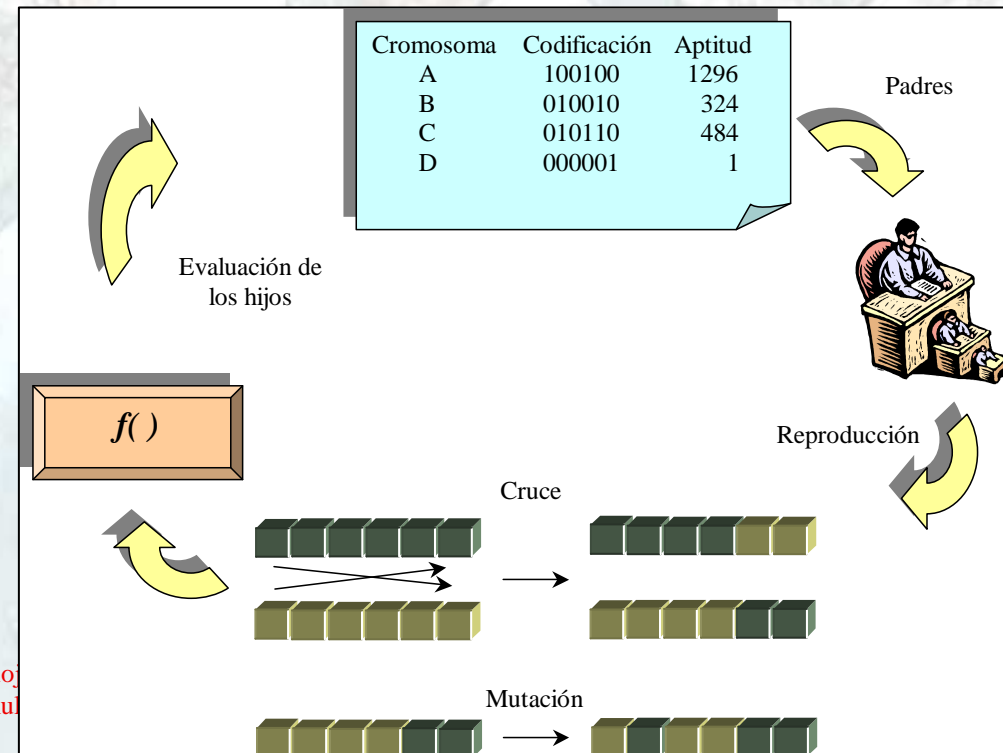 Cromosoma Codificación Aptitud
A 100100 1296
B 010010 324
C 010110 484
D 000001 1
Padres
Evaluación de
los hijos
f( )
Reproducción
Cruce
Mutación